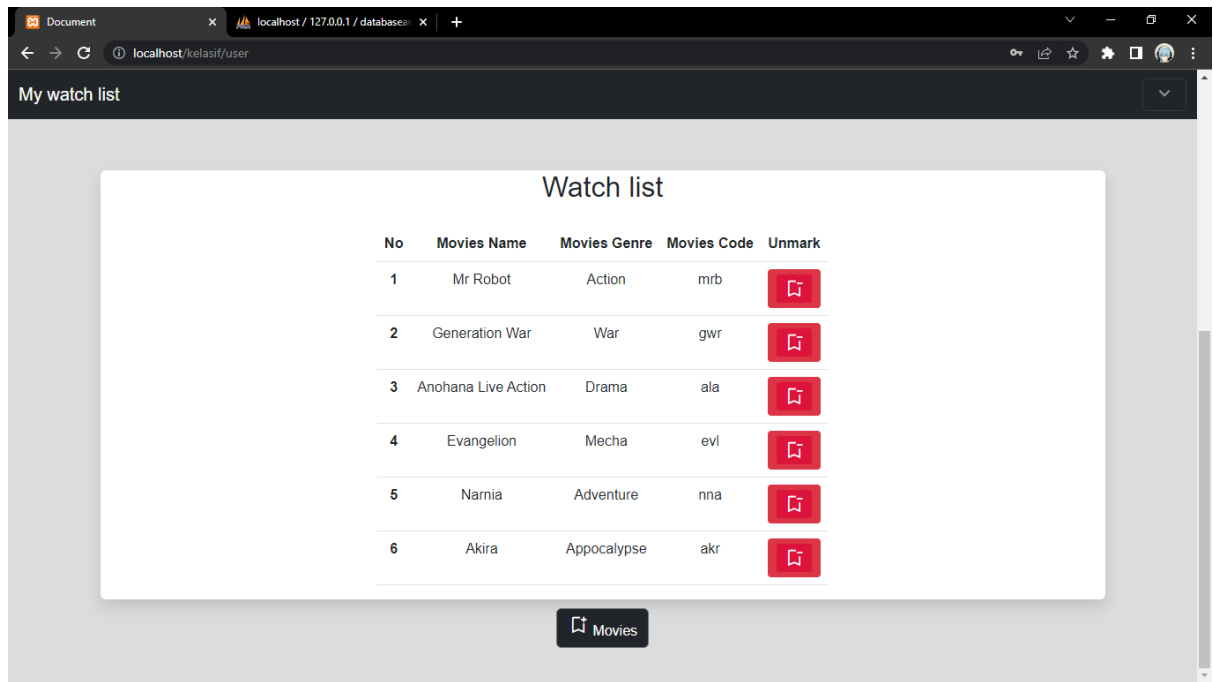 Document
localhost / 127.0.0.1 / databasea
localhost/kelasif/user
My watch list
Watch list
No Movies Name Movies Genre Movies Code Unmark
1 Mr Robot Action mrb
2 Generation War War gwr
3 Anohana Live Action Drama ala
4 Evangelion Mecha evl
5 Narnia Adventure nna
6 Akira Appocalypse akr
Movies